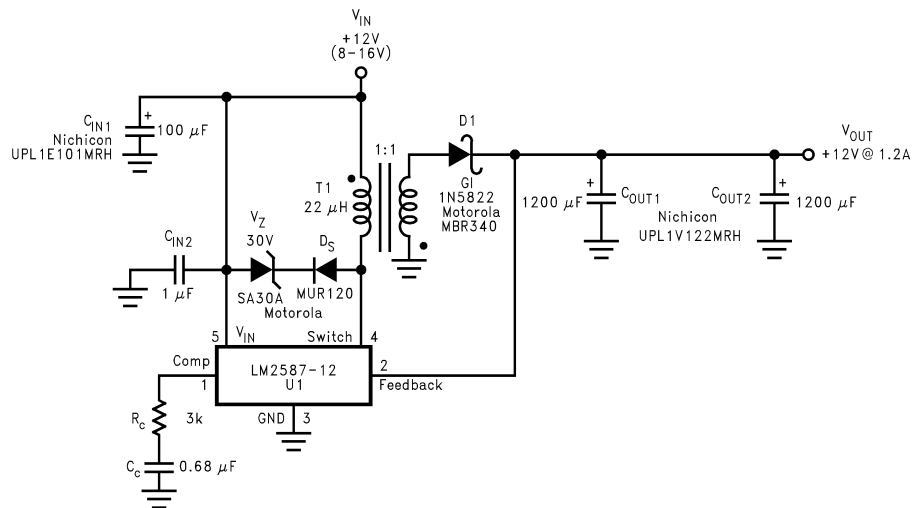 V_IN
+12V
(8-16V)
C_IN1
Nichicon
UPL1E101MRH
+
100 μF
1:1
T1
22 μH
D1
GI
1N5822
Motorola
MBR340
V_OUT
+12V@ 1.2A
+
1200 μF
C_OUT1
Nichicon
UPL1V122MRH
C_OUT2
+
1200 μF
C_IN2
1 μF
V_Z
30V
D_S
SA30A
MUR120
Motorola
5
V_IN
Switch
4
Comp
1
LM2587-12
U1
2
Feedback
GND
3
R_C
3k
C_C
0.68 μF